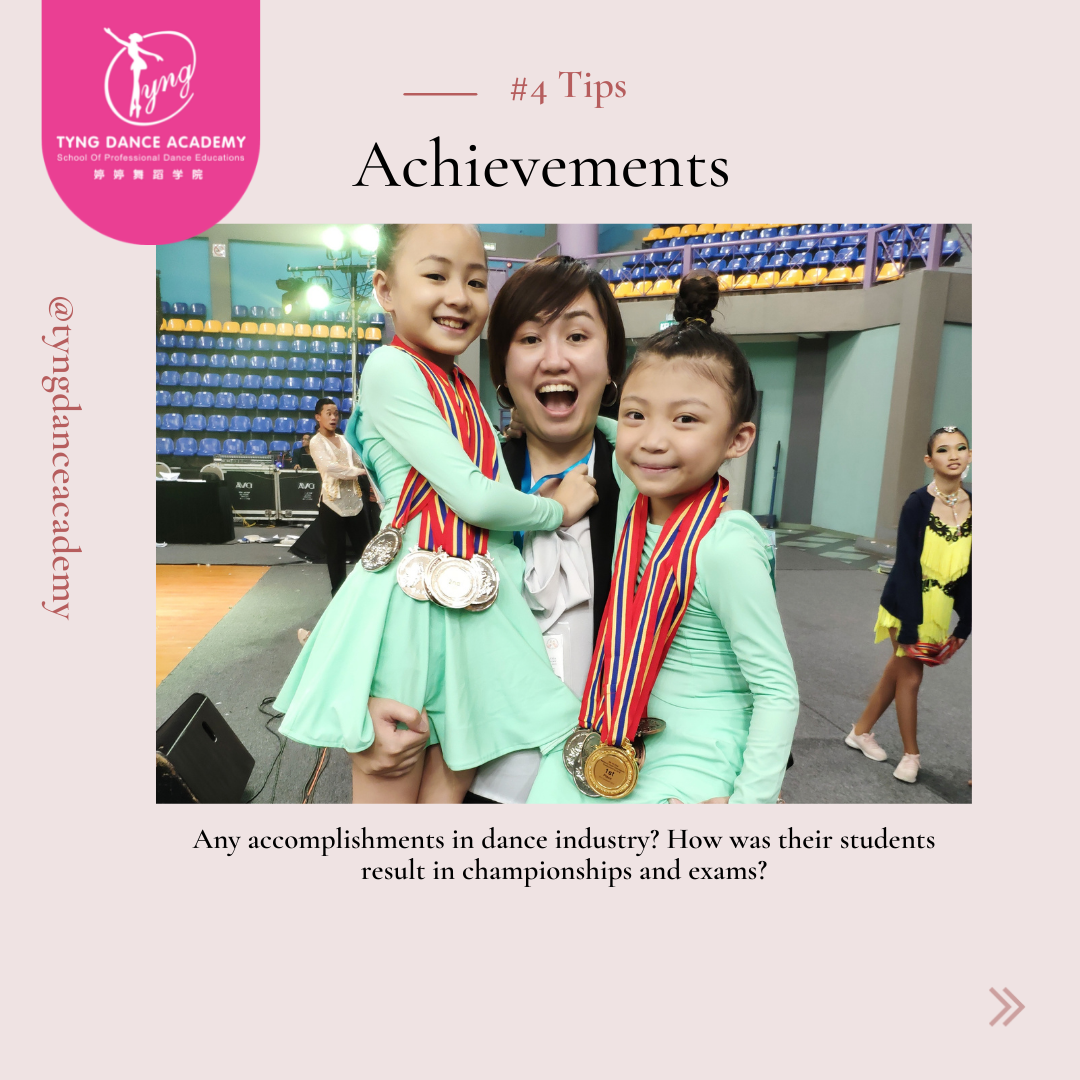 Tyng
TYNG DANCE ACADEMY
School Of Professional Dance Educations
婷婷舞蹈学院
#4 Tips
Achievements
@tyngdanceacademy
1st
Any accomplishments in dance industry? How was their students
result in championships and exams?